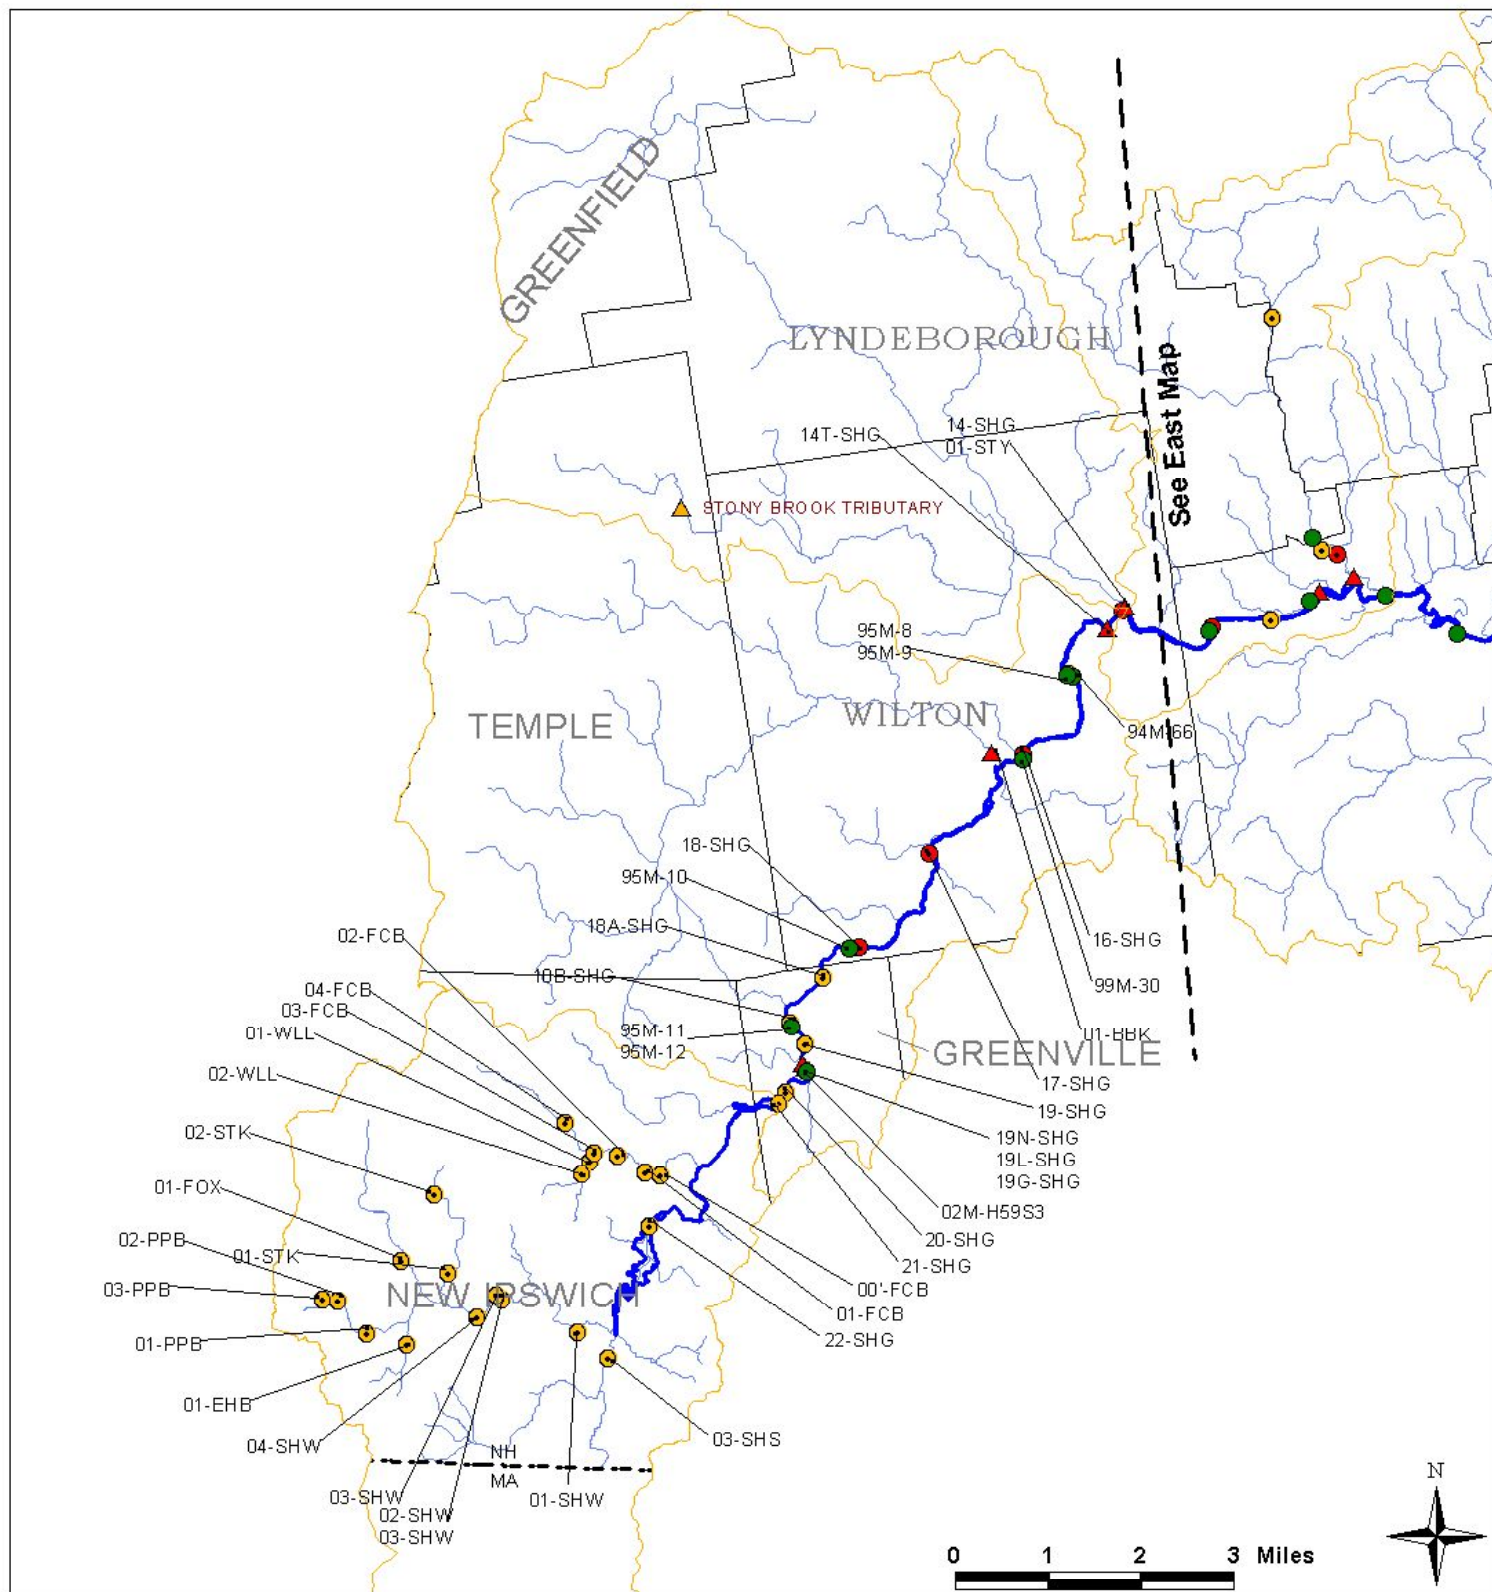 GREENFIELD
LYNDEBOROUGH
See East Map
14T-SHG
14-SHG
01-STY
STONY BROOK TRIBUTARY
95M-8
95M-9
TEMPLE
WILTON
94M-66
18-SHG
95M-10
18A-SHG
02-FCB
16-SHG
04-FCB
99M-30
03-FCB
01-WLL
95M-11
95M-12
01-BBK
GREENVILLE
02-WLL
17-SHG
19-SHG
02-STK
19N-SHG
19L-SHG
19G-SHG
01-FOX
02M-H59S3
02-PPB
01-STK
20-SHG
21-SHG
03-PPB
NEW IPSWICH
00'-FCB
01-FCB
01-PPB
22-SHG
01-EHB
04-SHW
03-SHS
NH
MA
03-SHW
01-SHW
02-SHW
03-SHW
N
0 1 2 3 Miles